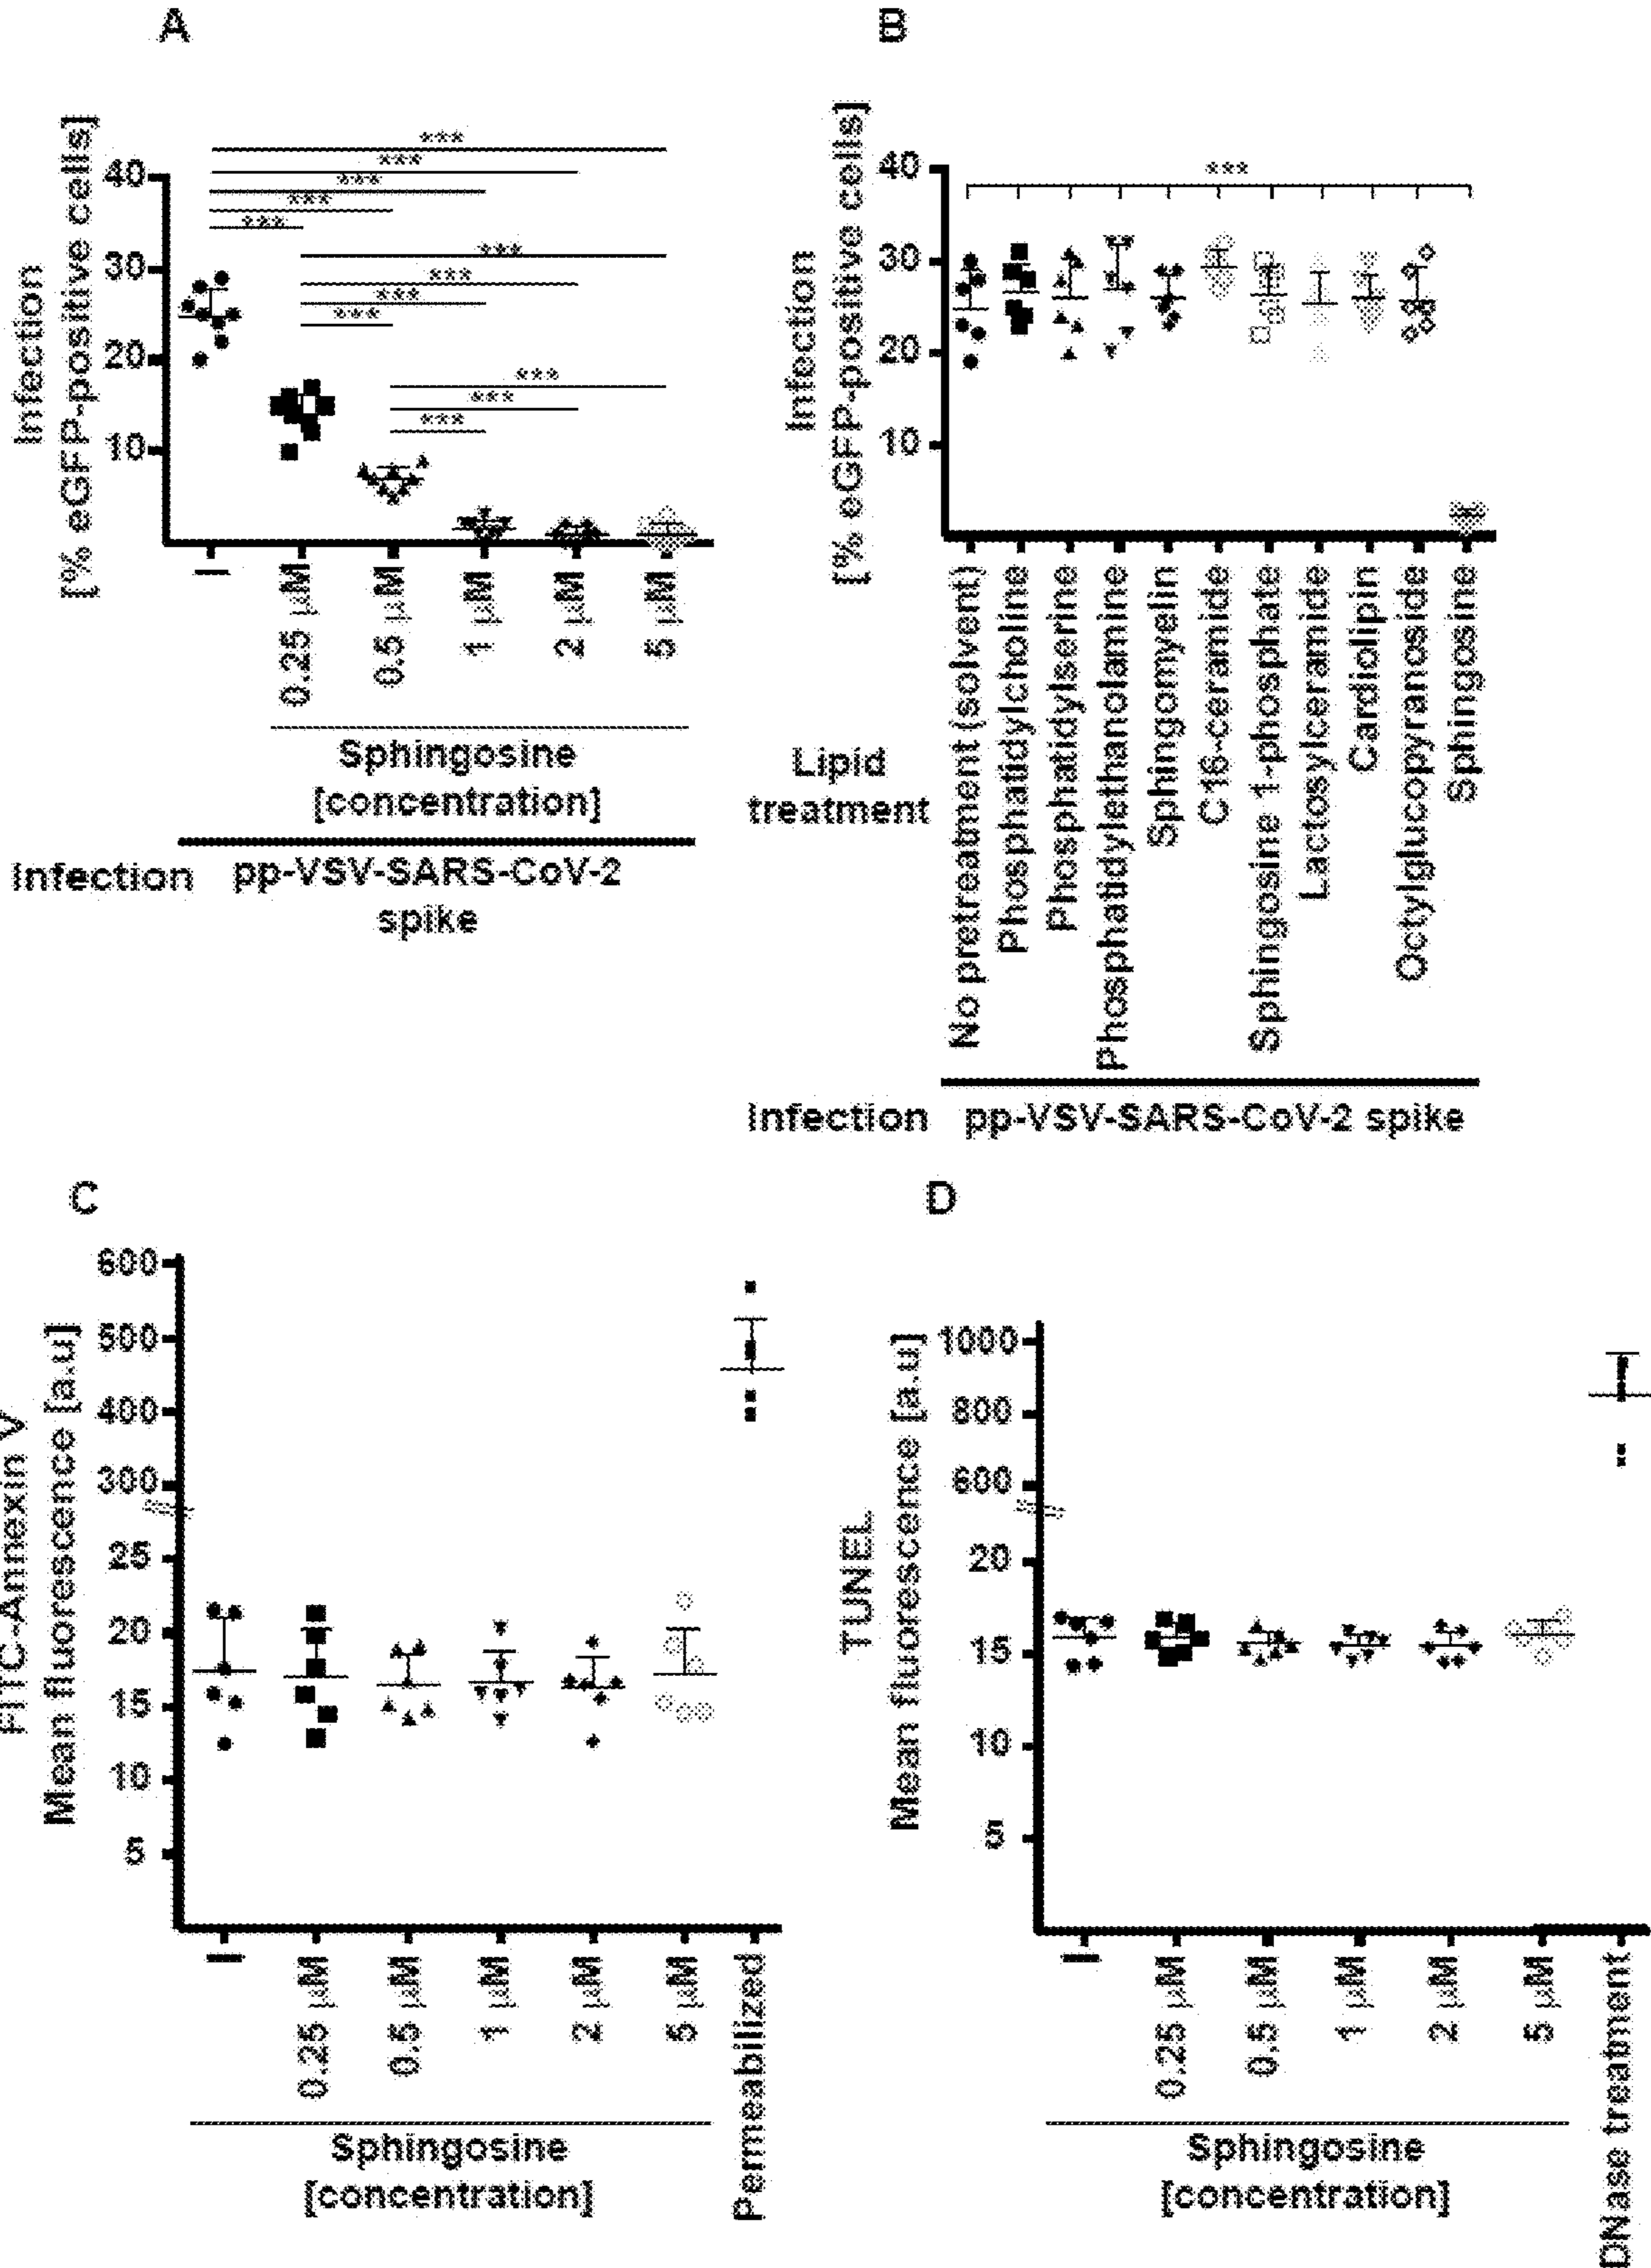 A
Infection
[% eGFP-positive cells]
40
30
20
10
***
***
***
***
***
***
***
***
***
***
***
***
-
0.25 μM
0.5 μM
1 μM
2 μM
5 μM
Sphingosine
[concentration]
Infection
pp-VSV-SARS-CoV-2
spike
B
Infection
[% eGFP-positive cells]
40
30
20
10
***
Lipid
treatment
No pretreatment (solvent)
Phosphatidylcholine
Phosphatidylserine
Phosphatidylethanolamine
Sphingomyelin
C16-ceramide
Sphingosine 1-phosphate
Lactosylceramide
Cardiolipin
Octylglucopyranoside
Sphingosine
Infection
pp-VSV-SARS-CoV-2 spike
C
FITC-Annexin V
Mean fluorescence [a.u]
600
500
400
300
25
20
15
10
5
-
0.25 μM
0.5 μM
1 μM
2 μM
5 μM
Permeabilized
Sphingosine
[concentration]
D
TUNEL
Mean fluorescence [a.u]
1000
800
600
20
15
10
5
-
0.25 μM
0.5 μM
1 μM
2 μM
5 μM
DNase treatment
Sphingosine
[concentration]